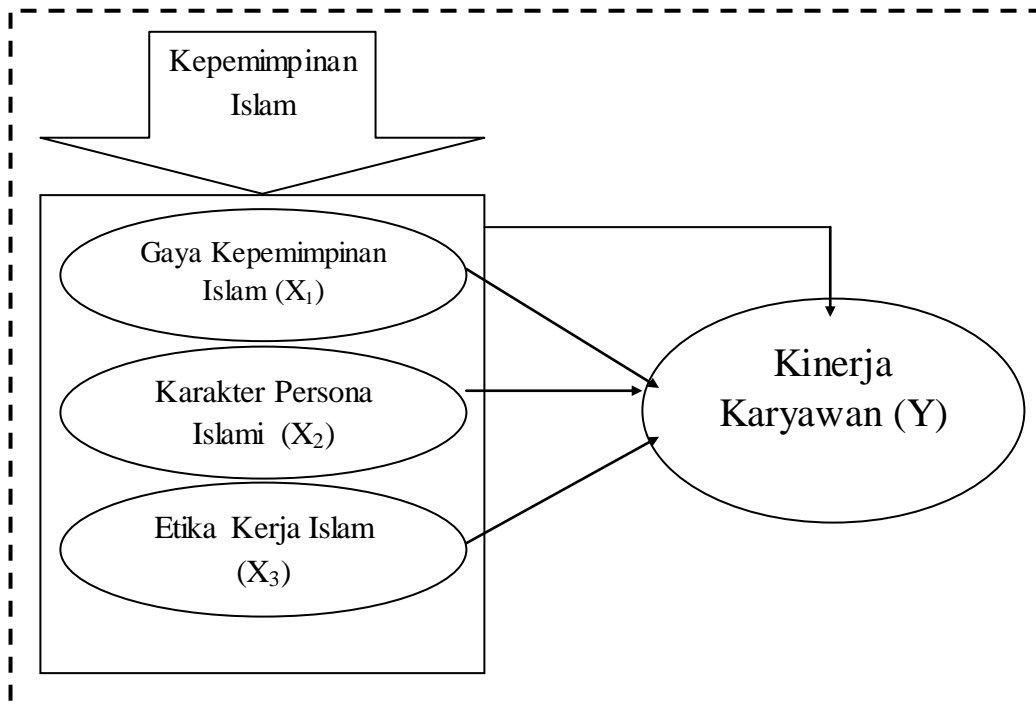 Kepemimpinan
Islam
Gaya Kepemimpinan
Islam (X₁)
Karakter Persona
Islami (X₂)
Etika Kerja Islam
(X₃)
Kinerja
Karyawan (Y)